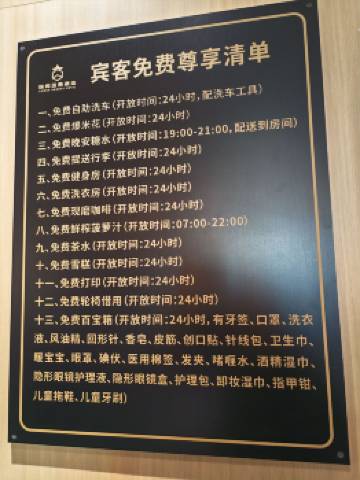 宾客免费尊享清单
一、免费自助洗车(开放时间:24小时,配洗车工具)
二、免费爆米花(开放时间:24小时)
三、免费晚安糖水(开放时间:19:00-21:00,配送到房间)
四、免费提送行李(开放时间:24小时)
五、免费健身房(开放时间:24小时)
六、免费洗衣房(开放时间:24小时)
七、免费现磨咖啡(开放时间:24小时)
八、免费鲜榨菠萝汁(开放时间:07:00-22:00)
九、免费茶水(开放时间:24小时)
十、免费雪糕(开放时间:24小时)
十一、免费打印(开放时间:24小时)
十二、免费轮椅借用(开放时间:24小时)
十三、免费百宝箱(开放时间:24小时,有牙签、口罩、洗衣
液、风油精、回形针、香皂、皮筋、创口贴、针线包、卫生巾、
暖宝宝、眼罩、碘伏、医用棉签、发夹、啫喱水、酒精湿巾、
隐形眼镜护理液、隐形眼镜盒、护理包、卸妆湿巾、指甲钳、
儿童拖鞋、儿童牙刷)